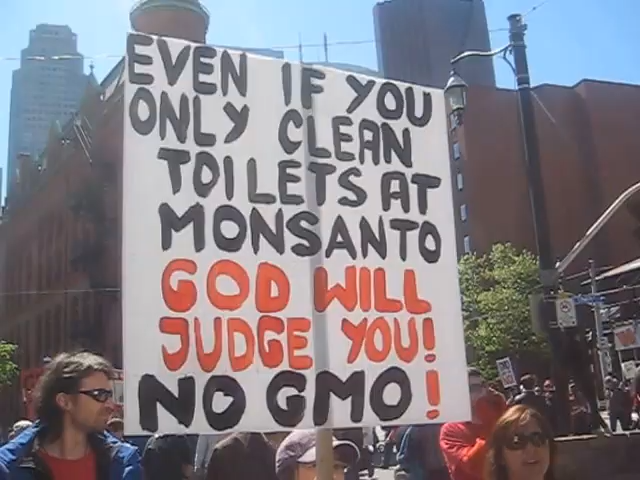 EVEN IF YOU
ONLY CLEAN
TOILETS AT
MONSANTO
GOD WILL
JUDGE YOU!
NO GMO!